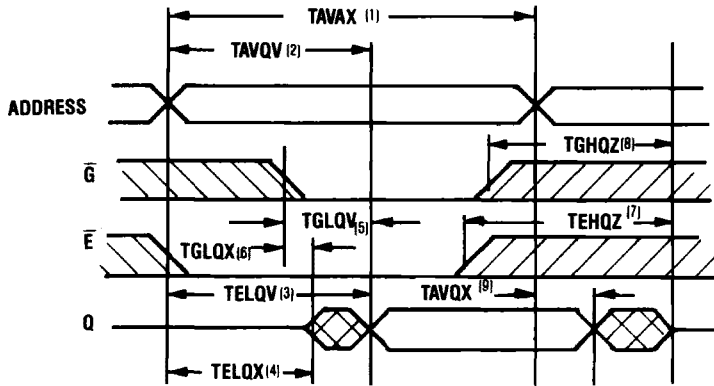 TAVAX (1)
TAVQV (2)
ADDRESS
TGHQZ (8)
G̅
TGLQV (5)
TEHQZ (7)
TGLQX (6)
E̅
TELQV (3)
TAVQX (9)
Q
TELQX (4)